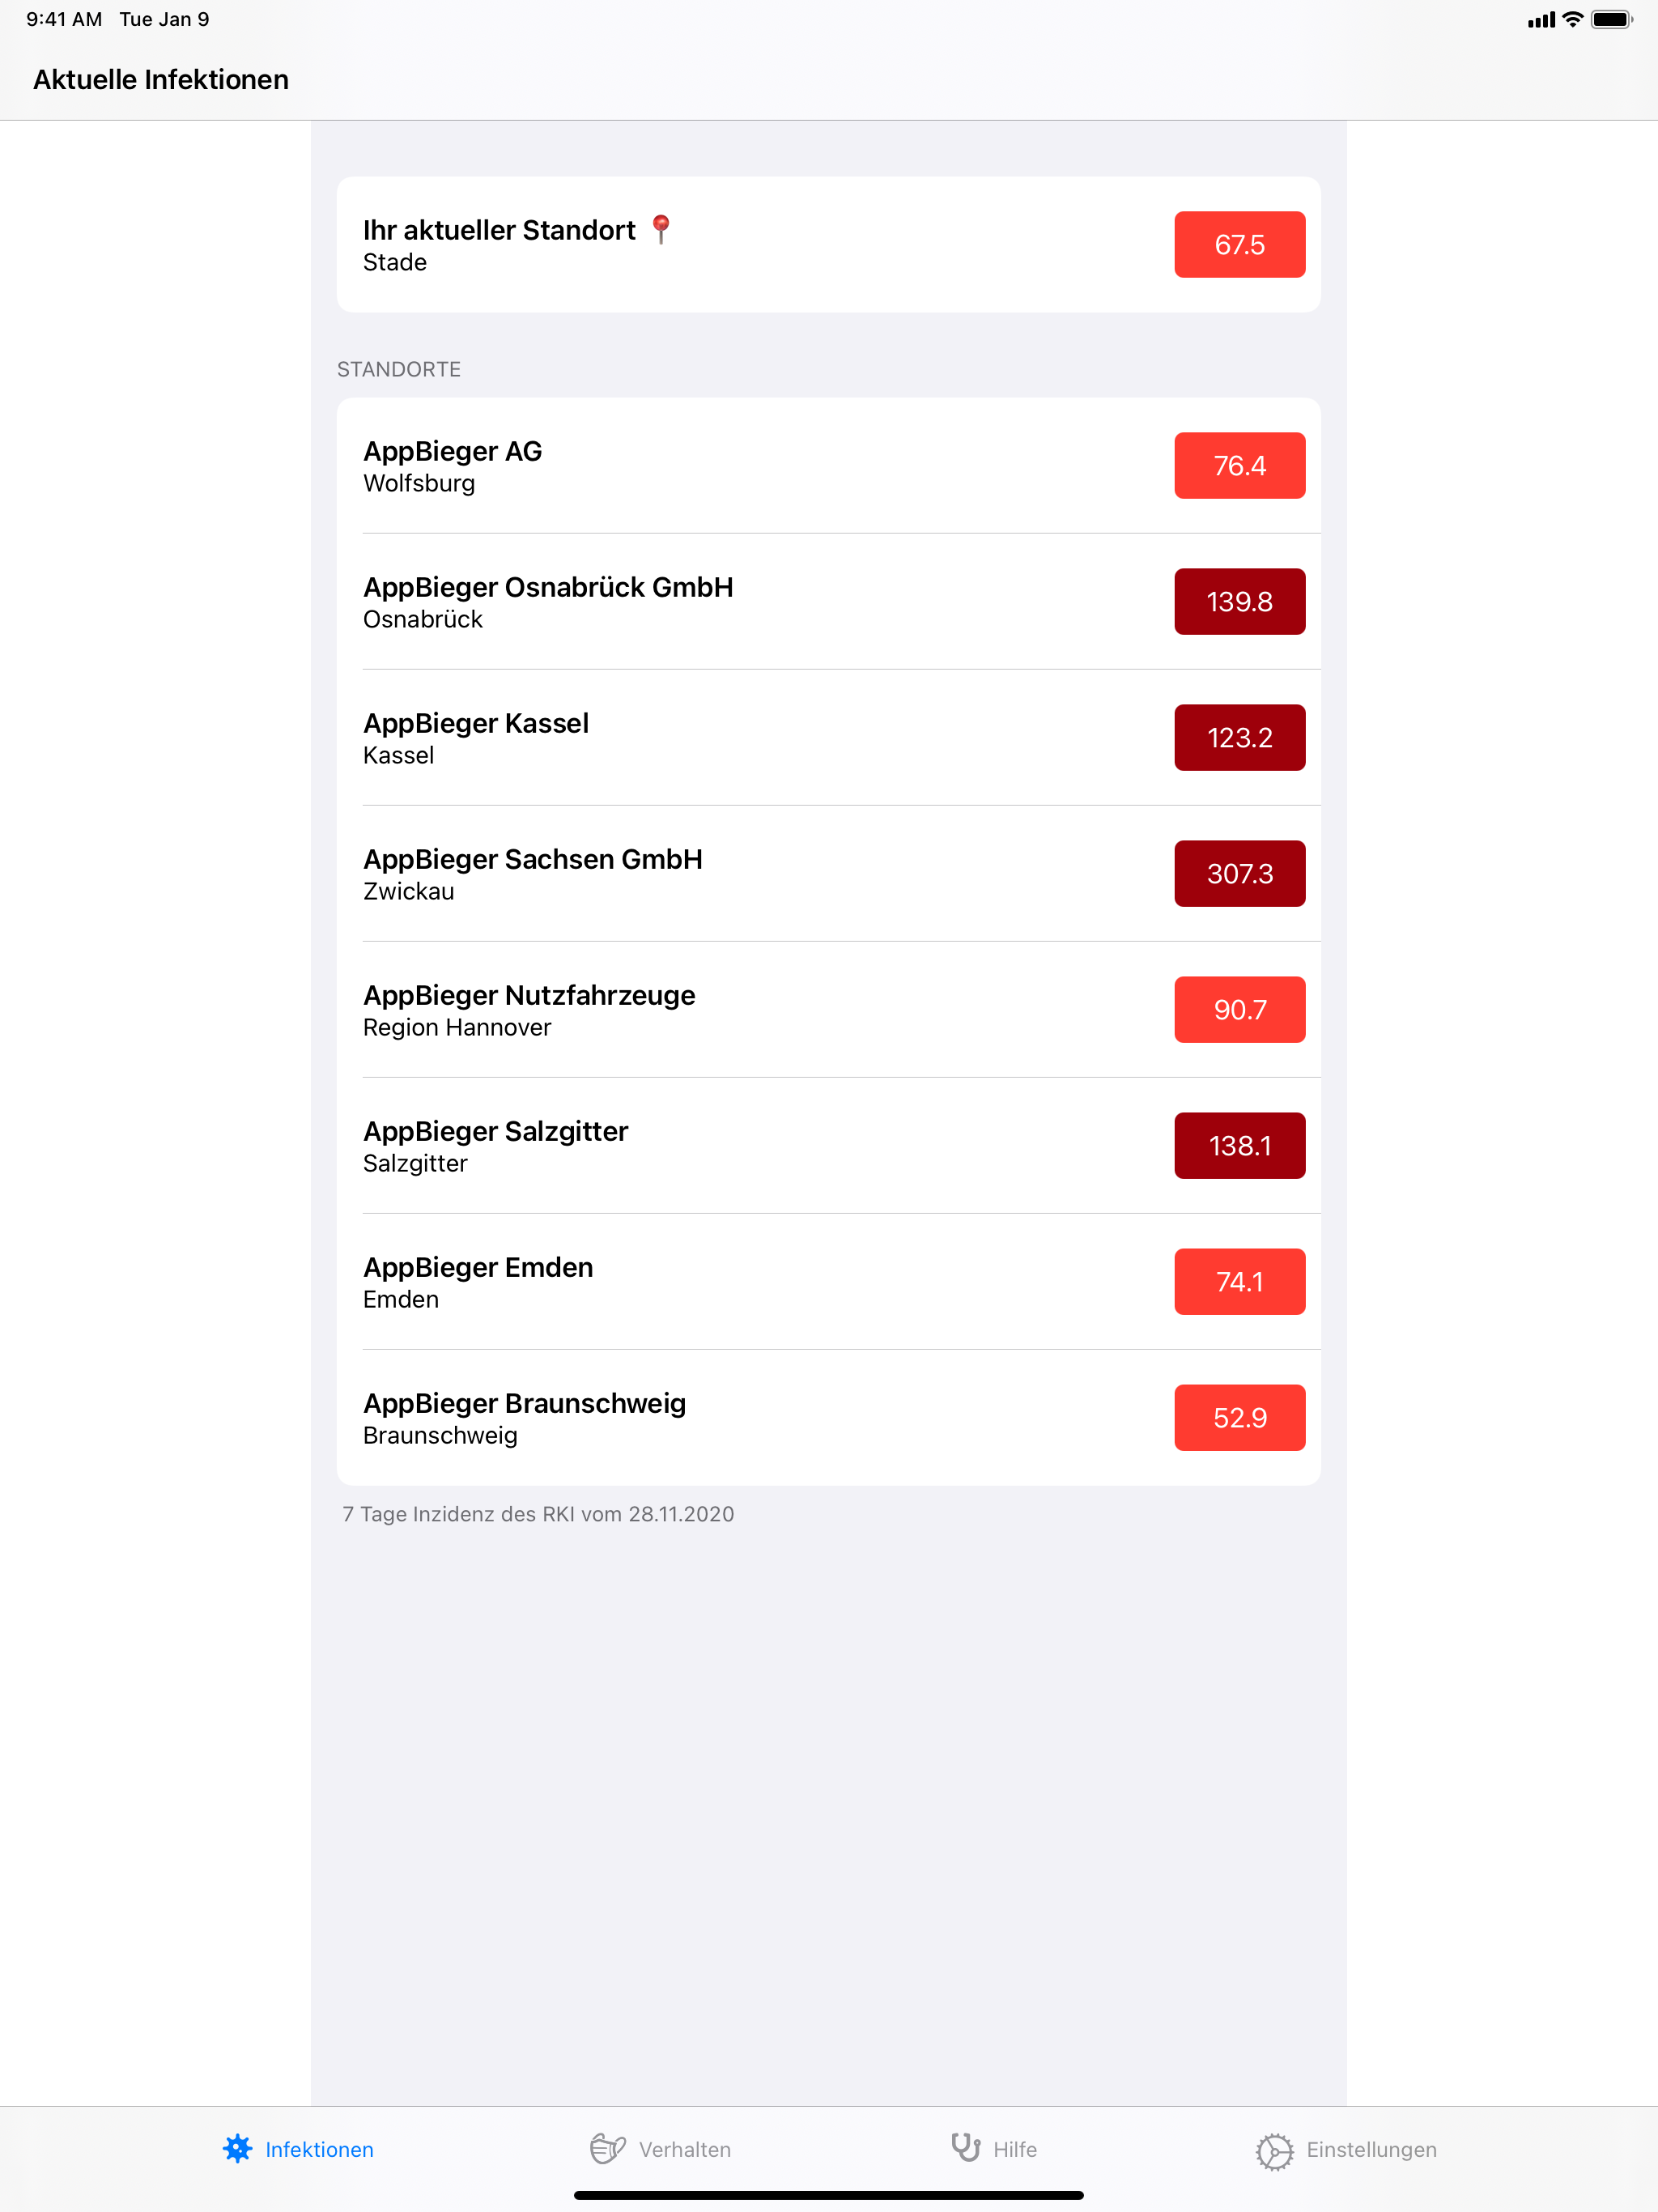 9:41 AM Tue Jan 9
Aktuelle Infektionen
Ihr aktueller Standort
Stade
67.5
STANDORTE
AppBieger AG
Wolfsburg
76.4
AppBieger Osnabrück GmbH
Osnabrück
139.8
AppBieger Kassel
Kassel
123.2
AppBieger Sachsen GmbH
Zwickau
307.3
AppBieger Nutzfahrzeuge
Region Hannover
90.7
AppBieger Salzgitter
Salzgitter
138.1
AppBieger Emden
Emden
74.1
AppBieger Braunschweig
Braunschweig
52.9
7 Tage Inzidenz des RKI vom 28.11.2020
Infektionen
Verhalten
Hilfe
Einstellungen